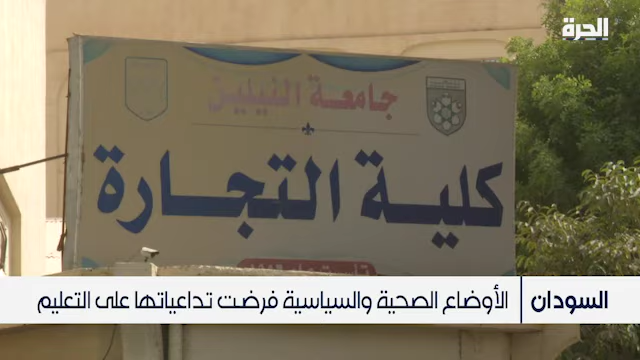 الحرة
جامعة النيلين
كلية التجارة
السودان
الأوضاع الصحية والسياسية فرضت تداعياتها على التعليم